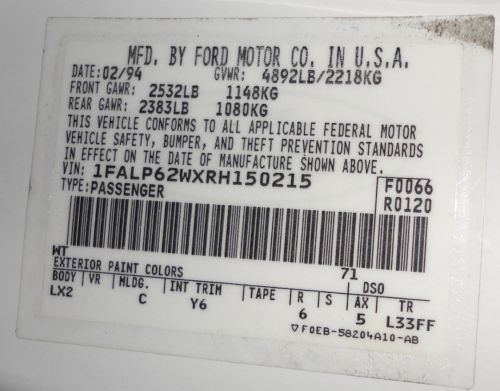 MFD. BY FORD MOTOR CO. IN U.S.A.
DATE: 02/94 GVWR: 4892LB/2218KG
FRONT GAWR: 2532LB 1148KG
REAR GAWR: 2383LB 1080KG
THIS VEHICLE CONFORMS TO ALL APPLICABLE FEDERAL MOTOR
VEHICLE SAFETY, BUMPER, AND THEFT PREVENTION STANDARDS
IN EFFECT ON THE DATE OF MANUFACTURE SHOWN ABOVE.
VIN: 1FALP62WXRH150215 F0066
TYPE: PASSENGER R0120
WT 71
EXTERIOR PAINT COLORS DSO
BODY VR MLDG. INT TRIM TAPE R S AX TR
LX2 C Y6 6 5 L33FF
▽F0EB-58204A10-AB